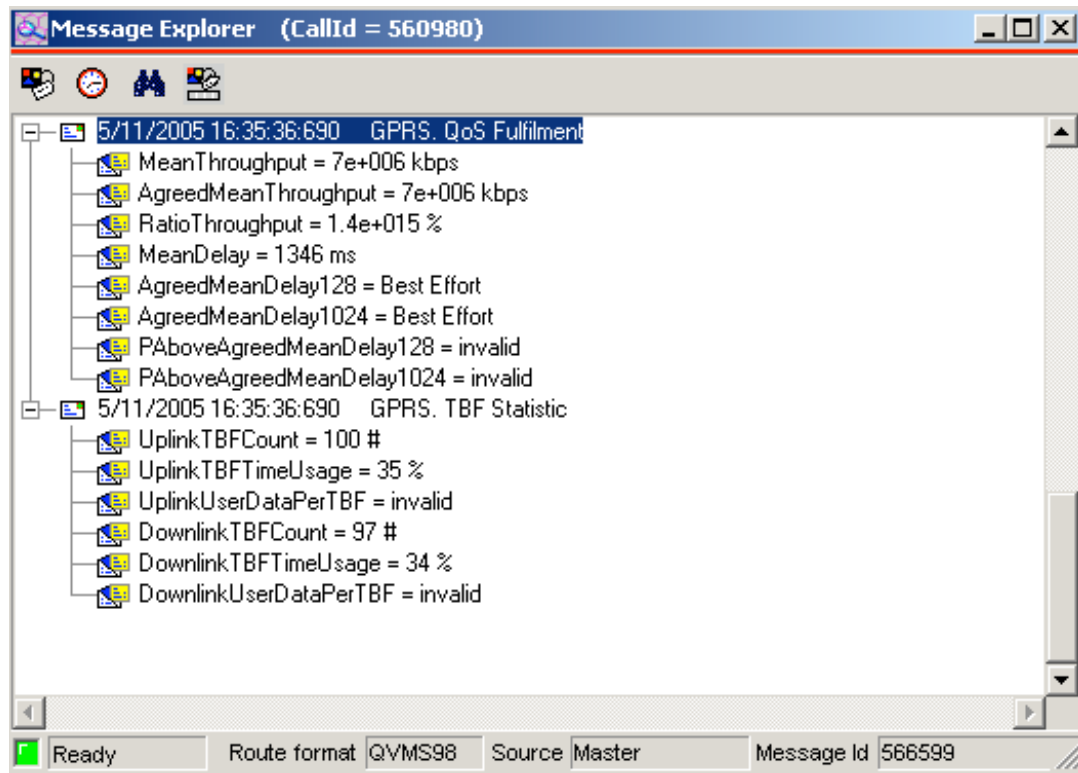 Message Explorer (CallId = 560980)
5/11/2005 16:35:36:690 GPRS. QoS Fulfilment
MeanThroughput = 7e+006 kbps
AgreedMeanThroughput = 7e+006 kbps
RatioThroughput = 1.4e+015 %
MeanDelay = 1346 ms
AgreedMeanDelay128 = Best Effort
AgreedMeanDelay1024 = Best Effort
PAboveAgreedMeanDelay128 = invalid
PAboveAgreedMeanDelay1024 = invalid
5/11/2005 16:35:36:690 GPRS. TBF Statistic
UplinkTBFCount = 100 #
UplinkTBFTimeUsage = 35 %
UplinkUserDataPerTBF = invalid
DownlinkTBFCount = 97 #
DownlinkTBFTimeUsage = 34 %
DownlinkUserDataPerTBF = invalid
Ready Route format QVMS98 Source Master Message Id 566599